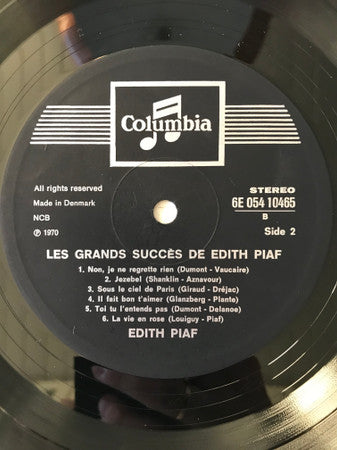 Columbia
All rights reserved
Made in Denmark
NCB
Ⓟ 1970
STEREO
6E 054 10465
B
Side 2
LES GRANDS SUCCÈS DE EDITH PIAF
1. Non, je ne regrette rien (Dumont - Vaucaire)
2. Jezebel (Shanklin - Aznavour)
3. Sous le ciel de Paris (Giraud - Dréjac)
4. Il fait bon t'aimer (Glanzberg - Plante)
5. Toi tu l'entends pas (Dumont - Delanoe)
6. La vie en rose (Louiguy - Piaf)
EDITH PIAF